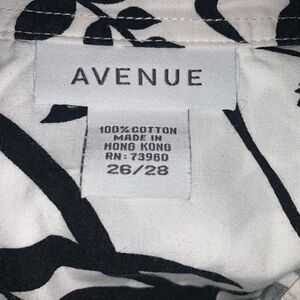 AVENUE
100% COTTON
MADE IN
HONG KONG
RN: 73960
26/28